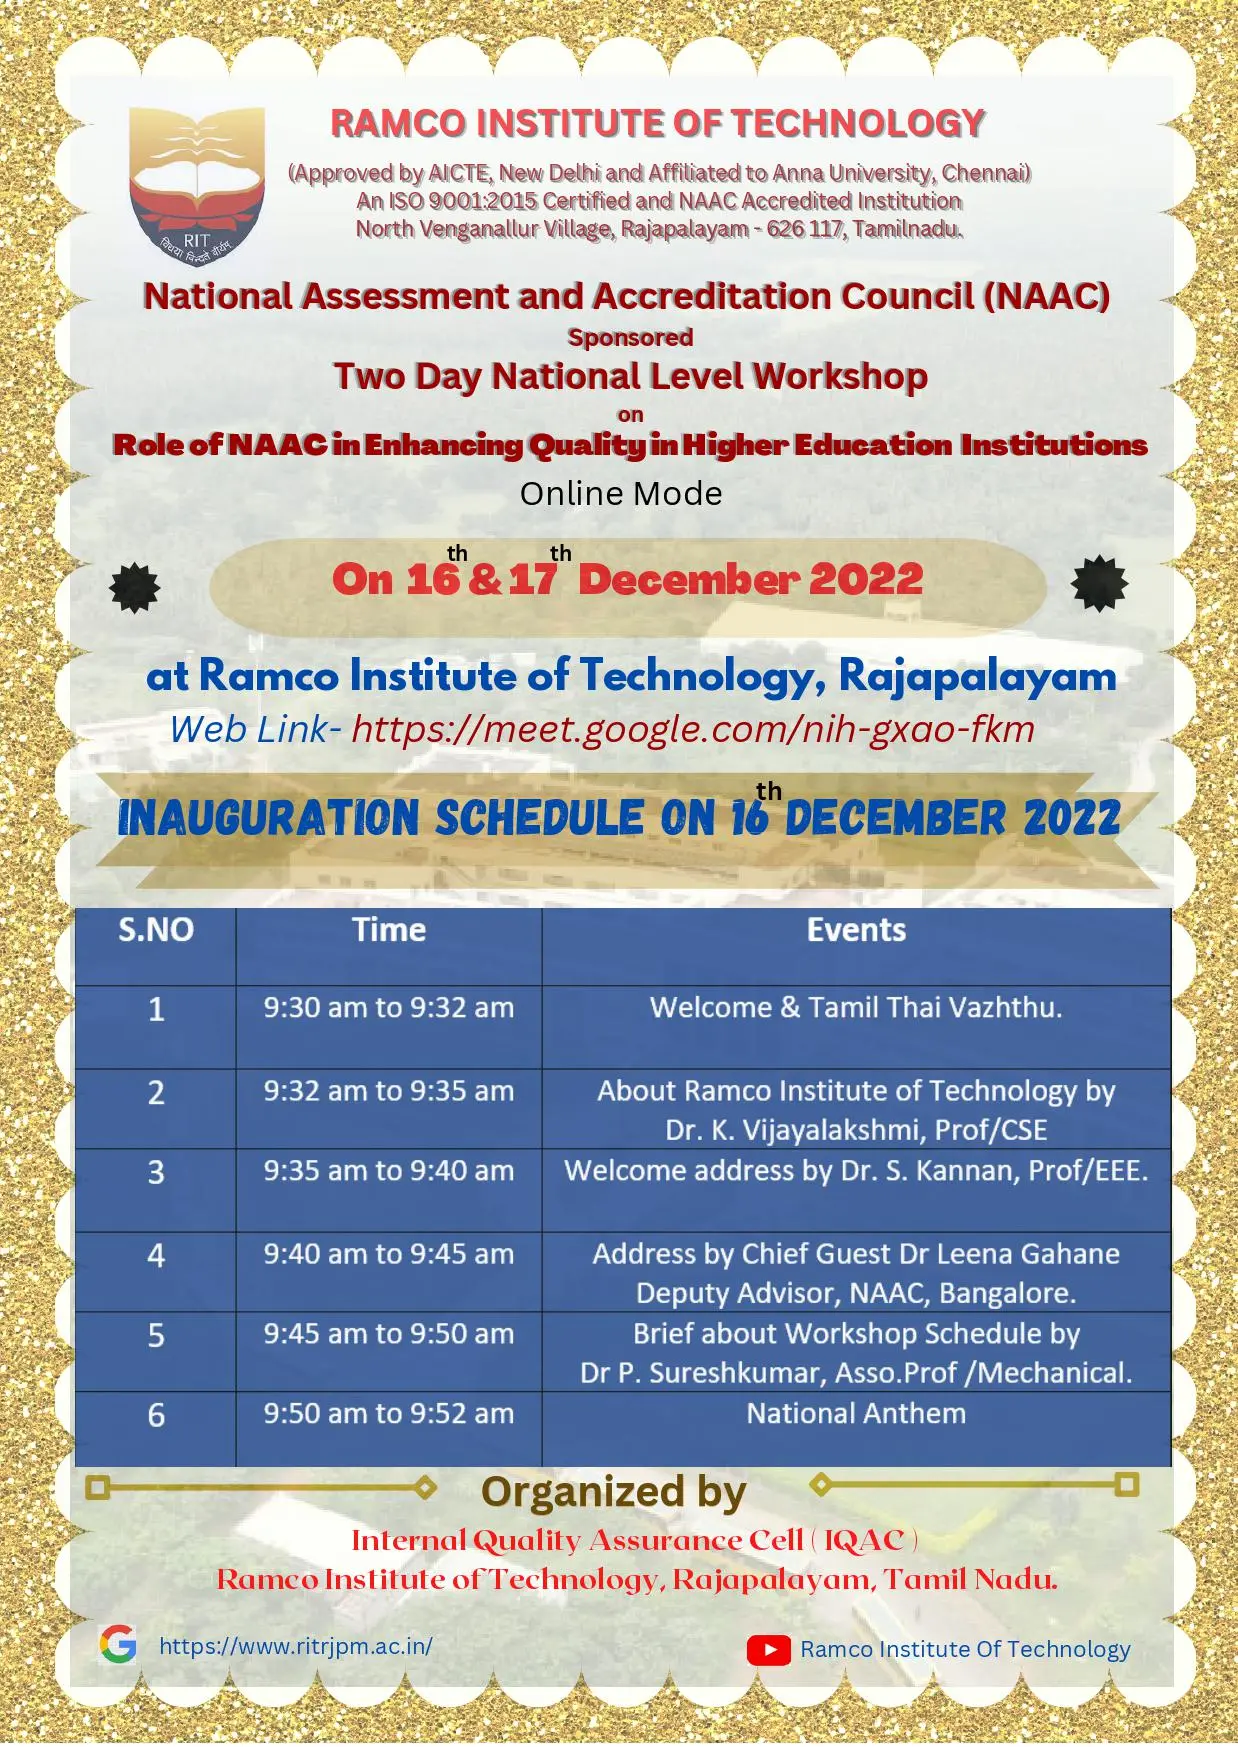 RAMCO INSTITUTE OF TECHNOLOGY
(Approved by AICTE, New Delhi and Affiliated to Anna University, Chennai)
An ISO 9001:2015 Certified and NAAC Accredited Institution
North Venganallur Village, Rajapalayam - 626 117, Tamilnadu.
RIT
विद्यया विन्दते वीर्यम्
National Assessment and Accreditation Council (NAAC)
Sponsored
Two Day National Level Workshop
on
Role of NAAC in Enhancing Quality in Higher Education Institutions
Online Mode
On 16th & 17th December 2022
at Ramco Institute of Technology, Rajapalayam
Web Link- https://meet.google.com/nih-gxao-fkm
INAUGURATION SCHEDULE ON 16th DECEMBER 2022
S.NO Time Events
1 9:30 am to 9:32 am Welcome & Tamil Thai Vazhthu.
2 9:32 am to 9:35 am About Ramco Institute of Technology by
Dr. K. Vijayalakshmi, Prof/CSE
3 9:35 am to 9:40 am Welcome address by Dr. S. Kannan, Prof/EEE.
4 9:40 am to 9:45 am Address by Chief Guest Dr Leena Gahane
Deputy Advisor, NAAC, Bangalore.
5 9:45 am to 9:50 am Brief about Workshop Schedule by
Dr P. Sureshkumar, Asso.Prof /Mechanical.
6 9:50 am to 9:52 am National Anthem
Organized by
Internal Quality Assurance Cell ( IQAC )
Ramco Institute of Technology, Rajapalayam, Tamil Nadu.
https://www.ritrjpm.ac.in/
Ramco Institute Of Technology